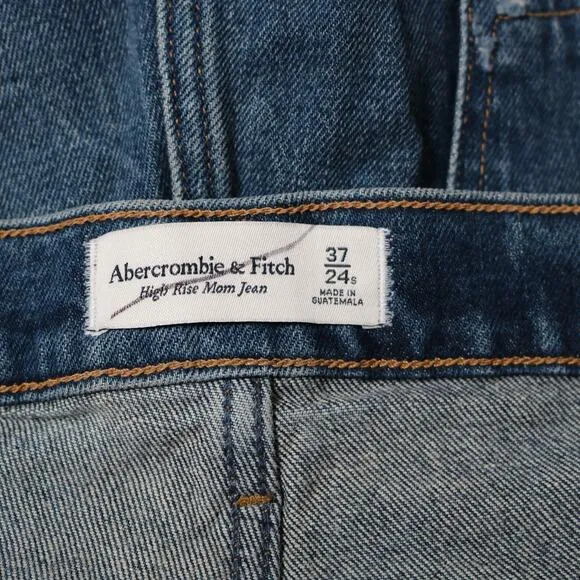 Abercrombie & Fitch
High Rise Mom Jean
37
24s
MADE IN
GUATEMALA